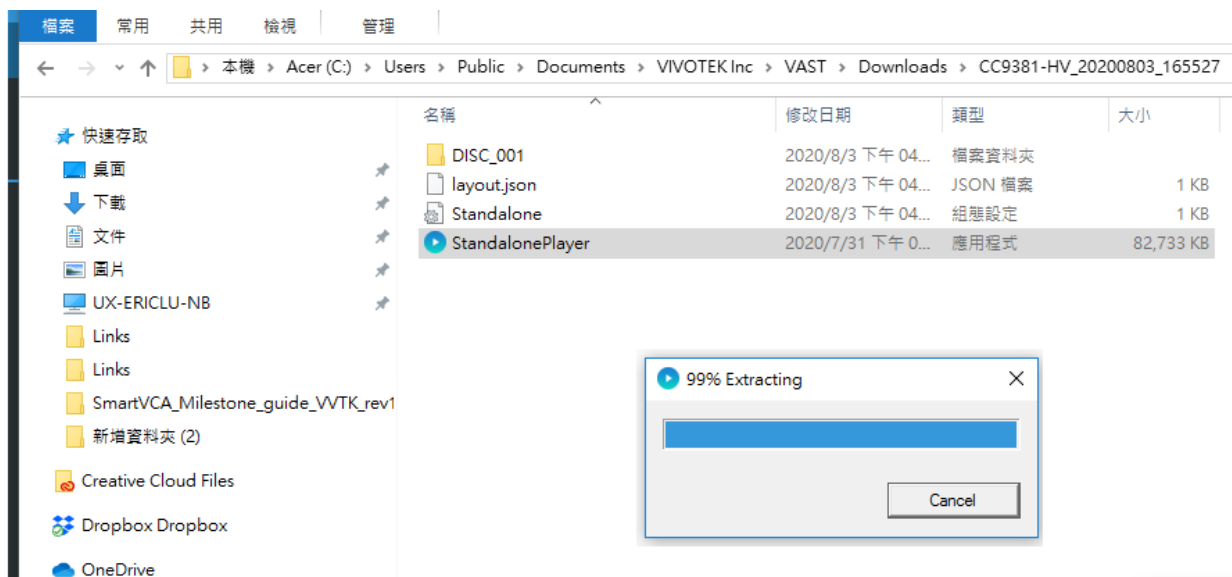 檔案 常用 共用 檢視 管理
本機 Acer (C:) Users Public Documents VIVOTEK Inc VAST Downloads CC9381-HV_20200803_165527
名稱 修改日期 類型 大小
快速存取
桌面
下載
文件
圖片
UX-ERICLU-NB
Links
Links
SmartVCA_Milestone_guide_VVTK_rev1
新增資料夾 (2)
Creative Cloud Files
Dropbox Dropbox
OneDrive
DISC_001 2020/8/3 下午 04... 檔案資料夾
layout.json 2020/8/3 下午 04... JSON 檔案 1 KB
Standalone 2020/8/3 下午 04... 組態設定 1 KB
StandalonePlayer 2020/7/31 下午 0... 應用程式 82,733 KB
99% Extracting
Cancel